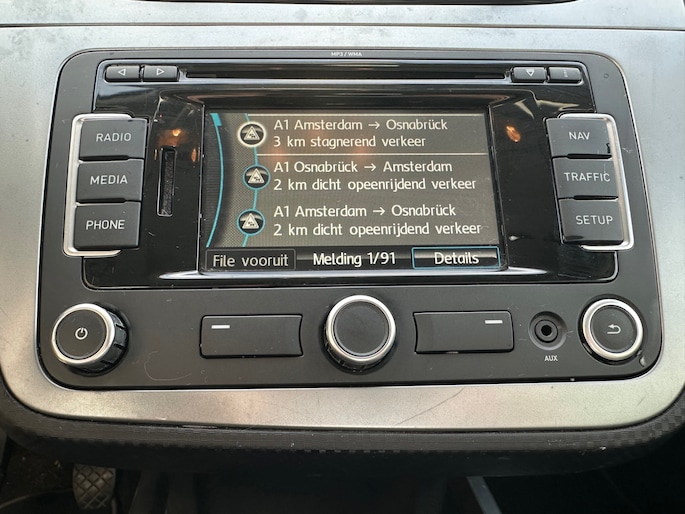 MP3 / WMA
RADIO
MEDIA
PHONE
A1 Amsterdam → Osnabrück
3 km stagnerend verkeer
A1 Osnabrück → Amsterdam
2 km dicht opeenrijdend verkeer
A1 Amsterdam → Osnabrück
2 km dicht opeenrijdend verkeer
File vooruit Melding 1/91 Details
NAV
TRAFFIC
SETUP
AUX